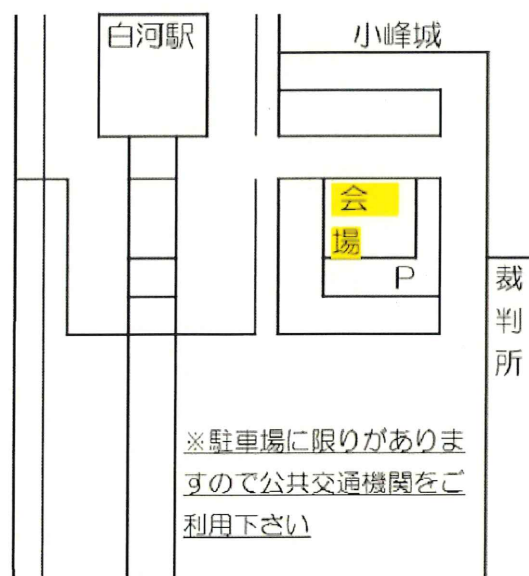 白河駅
小峰城
会
場
P
裁
判
所
※駐車場に限りがありま
すので公共交通機関をご
利用下さい